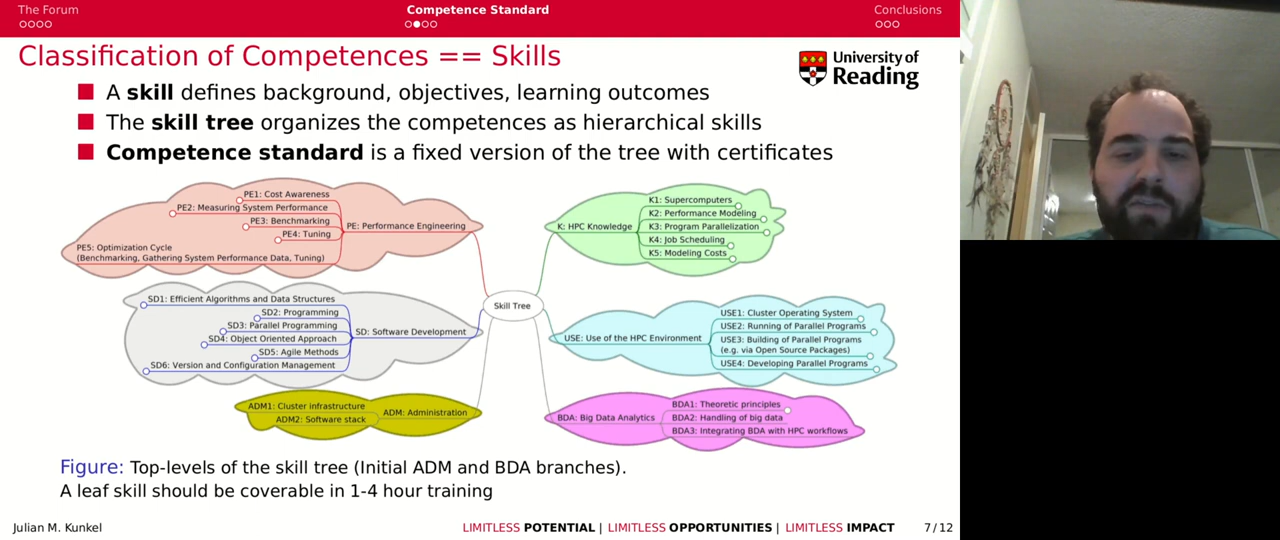 The Forum
Competence Standard
Conclusions
Classification of Competences == Skills
University of
Reading
A skill defines background, objectives, learning outcomes
The skill tree organizes the competences as hierarchical skills
Competence standard is a fixed version of the tree with certificates
PE1: Cost Awareness
PE2: Measuring System Performance
PE3: Benchmarking
PE4: Tuning
PE5: Optimization Cycle
(Benchmarking, Gathering System Performance Data, Tuning)
PE: Performance Engineering
K: HPC Knowledge
K1: Supercomputers
K2: Performance Modeling
K3: Program Parallelization
K4: Job Scheduling
K5: Modeling Costs
Skill Tree
SD1: Efficient Algorithms and Data Structures
SD2: Programming
SD3: Parallel Programming
SD4: Object Oriented Approach
SD5: Agile Methods
SD6: Version and Configuration Management
SD: Software Development
USE: Use of the HPC Environment
USE1: Cluster Operating System
USE2: Running of Parallel Programs
USE3: Building of Parallel Programs
(e.g. via Open Source Packages)
USE4: Developing Parallel Programs
ADM1: Cluster infrastructure
ADM2: Software stack
ADM: Administration
BDA: Big Data Analytics
BDA1: Theoretic principles
BDA2: Handling of big data
BDA3: Integrating BDA with HPC workflows
Figure: Top-levels of the skill tree (Initial ADM and BDA branches).
A leaf skill should be coverable in 1-4 hour training
Julian M. Kunkel
LIMITLESS POTENTIAL | LIMITLESS OPPORTUNITIES | LIMITLESS IMPACT
7 / 12